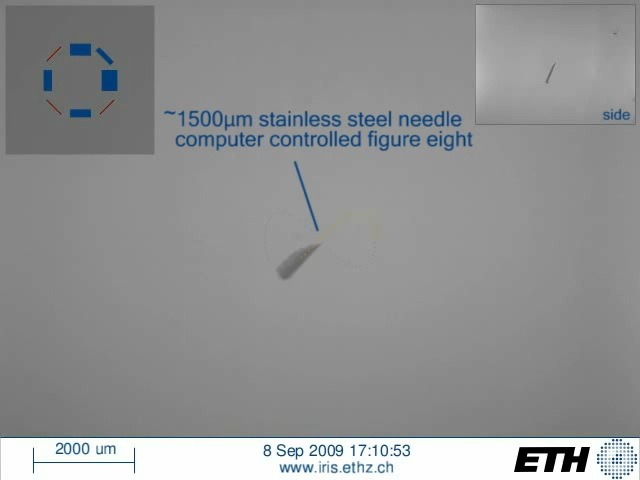 ~1500µm stainless steel needle
computer controlled figure eight
side
2000 um
8 Sep 2009 17:10:53
www.iris.ethz.ch
ETH